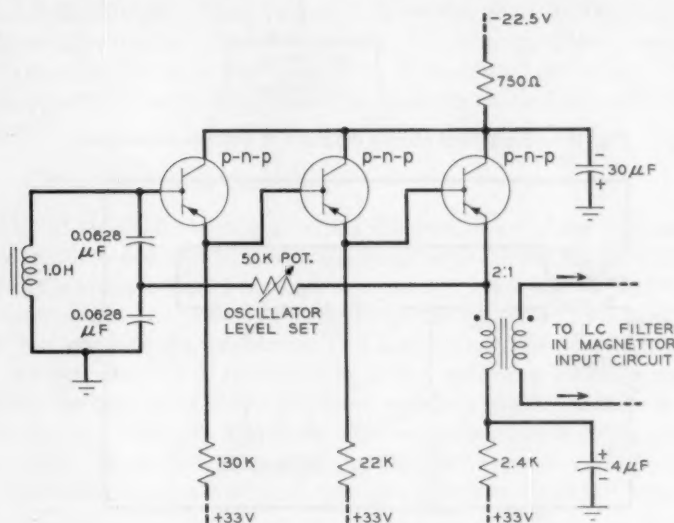 -22.5V
750Ω
p-n-p
p-n-p
p-n-p
30μF
-
+
0.0628
μF
1.0H
0.0628
μF
50K POT.
OSCILLATOR
LEVEL SET
2:1
TO LC FILTER
IN MAGNETTOR
INPUT CIRCUIT
130K
22K
2.4K
+
-
4μF
+33V
+33V
+33V